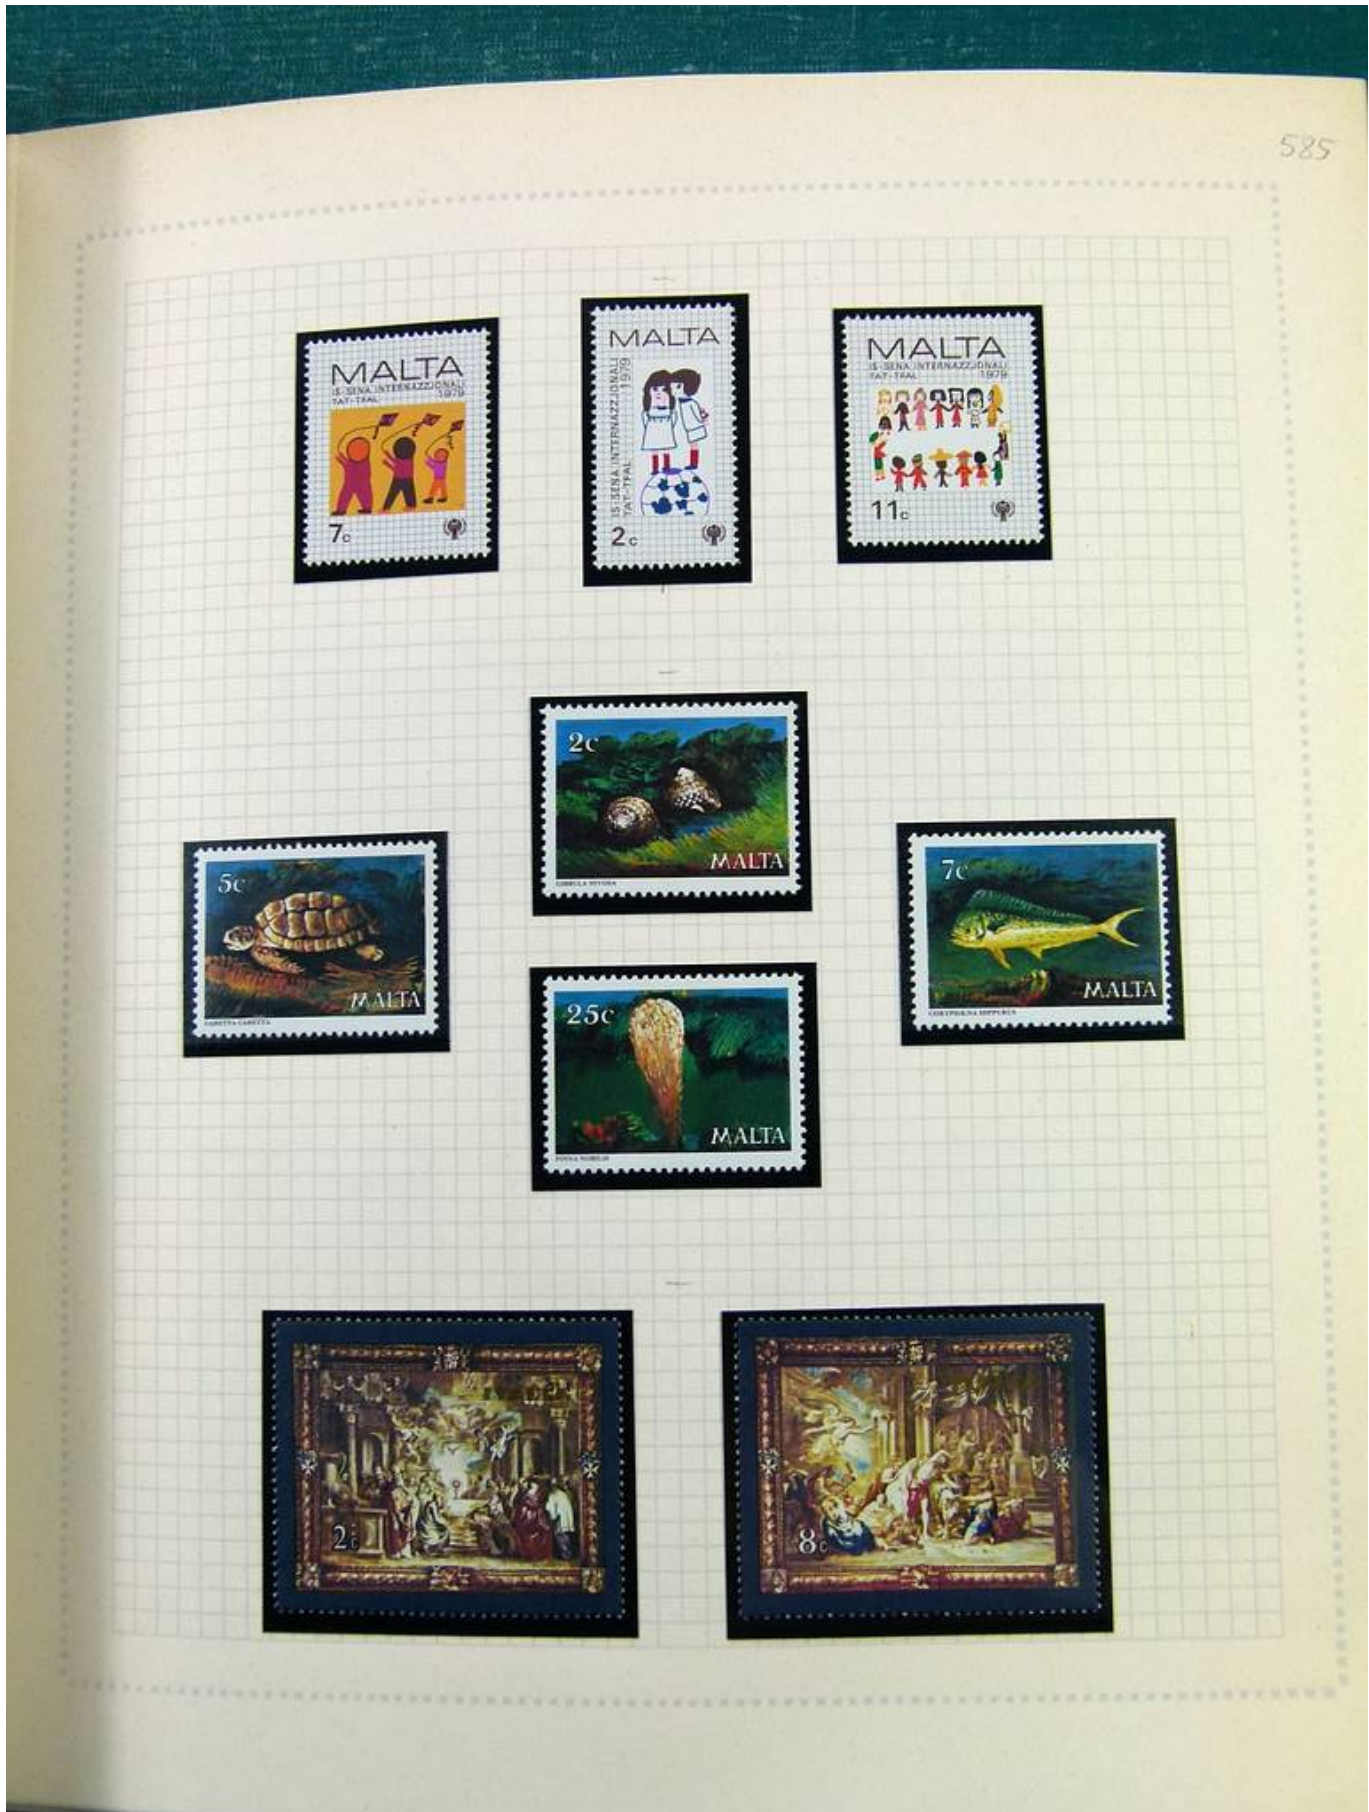 585
MALTA
IS-SENA INTERNAZZJONALI
TAT-TFAL 1979
7c
MALTA
IS-SENA INTERNAZZJONALI
TAT-TFAL 1979
2c
MALTA
IS-SENA INTERNAZZJONALI
TAT-TFAL 1979
11c
2c
MALTA
5c
MALTA
CARETTA CARETTA
7c
MALTA
CORYPHAENA HIPPURUS
25c
MALTA
PINNA NOBILIS
2c
8c